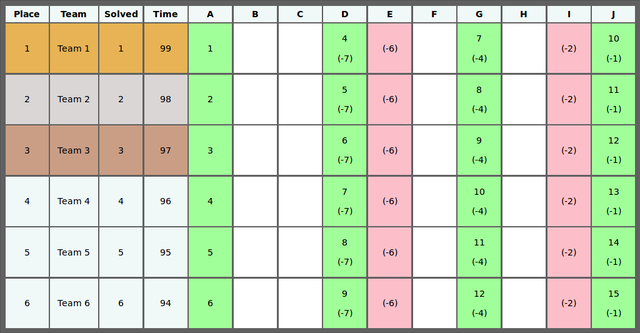 Place Team Solved Time A B C D E F G H I J
1 Team 1 1 99 1 4 (-7) (-6) 7 (-4) (-2) 10 (-1)
2 Team 2 2 98 2 5 (-7) (-6) 8 (-4) (-2) 11 (-1)
3 Team 3 3 97 3 6 (-7) (-6) 9 (-4) (-2) 12 (-1)
4 Team 4 4 96 4 7 (-7) (-6) 10 (-4) (-2) 13 (-1)
5 Team 5 5 95 5 8 (-7) (-6) 11 (-4) (-2) 14 (-1)
6 Team 6 6 94 6 9 (-7) (-6) 12 (-4) (-2) 15 (-1)